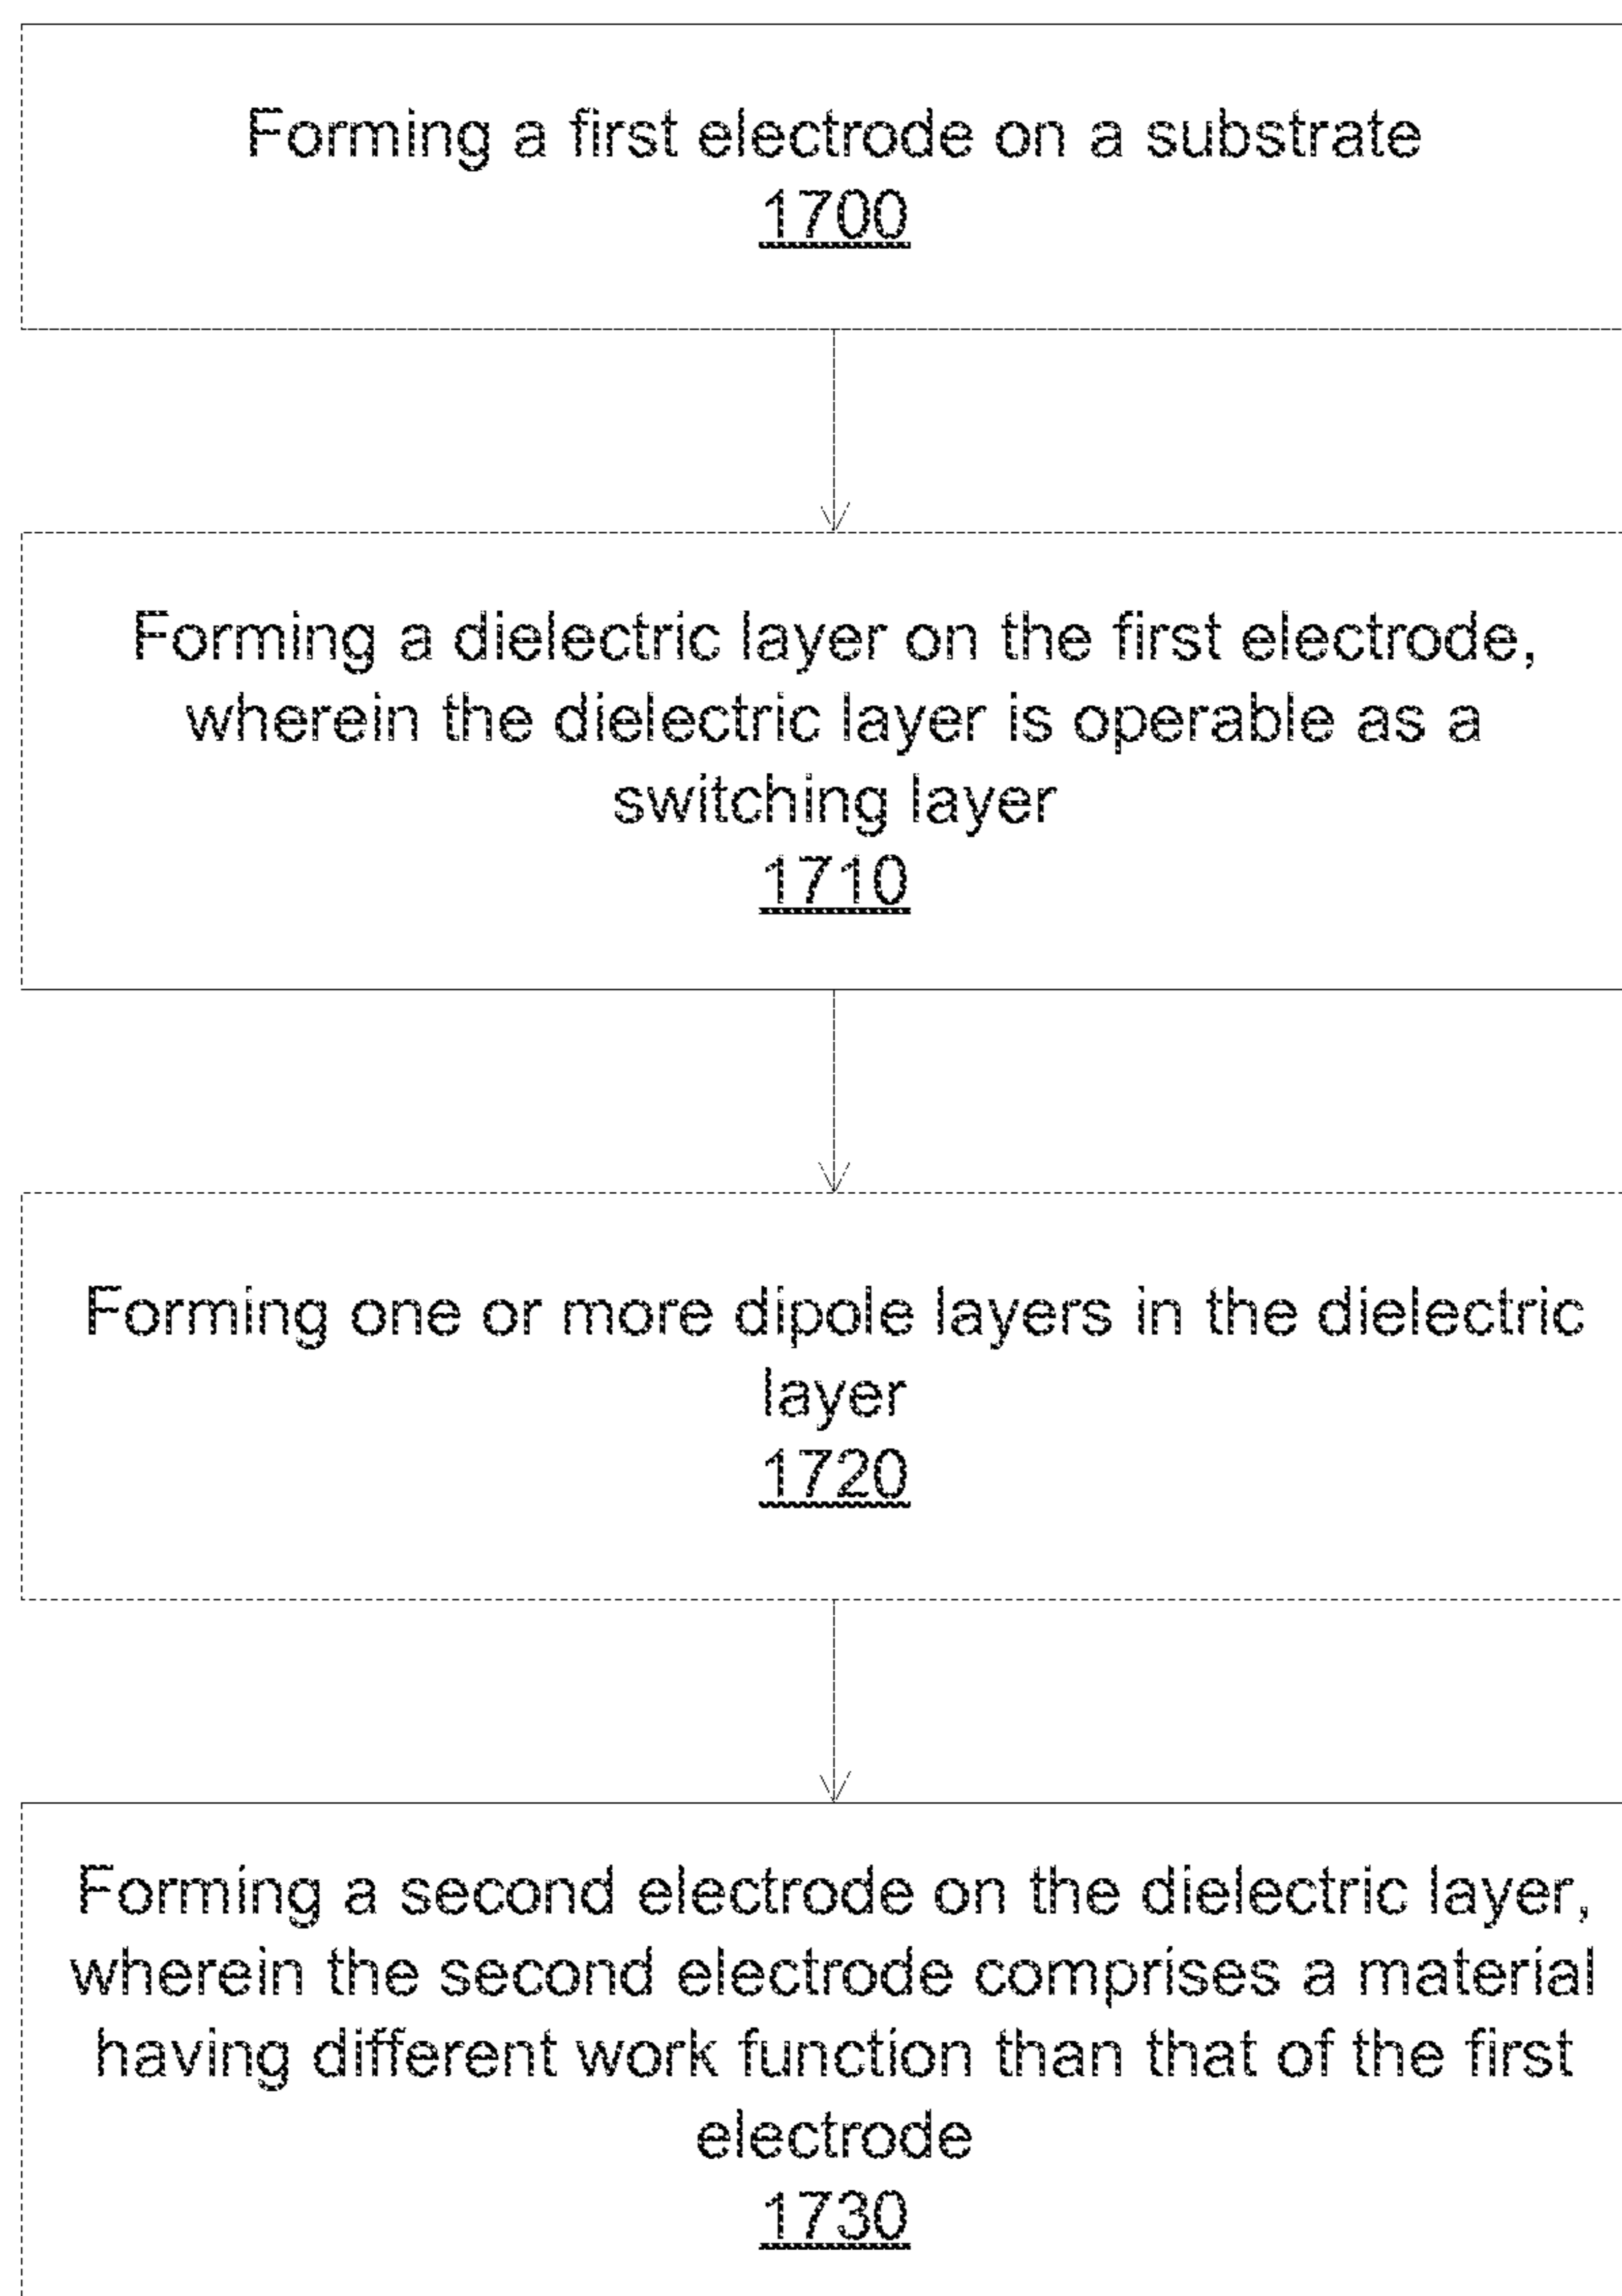 Forming a first electrode on a substrate
1700
Forming a dielectric layer on the first electrode,
wherein the dielectric layer is operable as a
switching layer
1710
Forming one or more dipole layers in the dielectric
layer
1720
Forming a second electrode on the dielectric layer,
wherein the second electrode comprises a material
having different work function than that of the first
electrode
1730